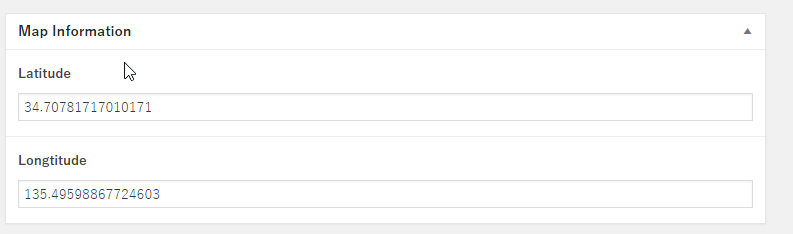 Map Information
Latitude
34.70781717010171
Longtitude
135.49598867724603